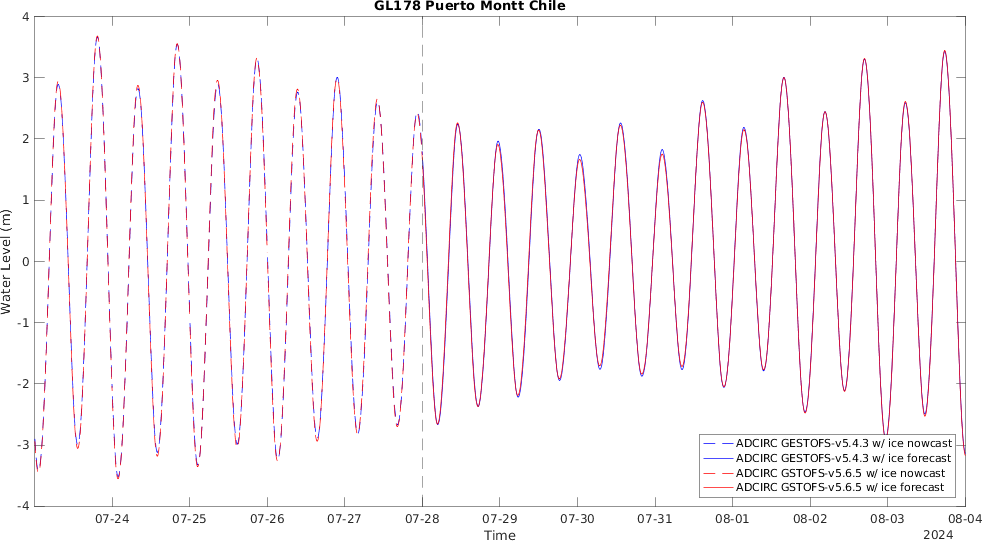 GL178 Puerto Montt Chile
4
3
2
1
0
-1
-2
-3
-4
Water Level (m)
07-24 07-25 07-26 07-27 07-28 07-29 07-30 07-31 08-01 08-02 08-03 08-04
Time
2024
ADCIRC GESTOFS-v5.4.3 w/ ice nowcast
ADCIRC GESTOFS-v5.4.3 w/ ice forecast
ADCIRC GSTOFS-v5.6.5 w/ ice nowcast
ADCIRC GSTOFS-v5.6.5 w/ ice forecast